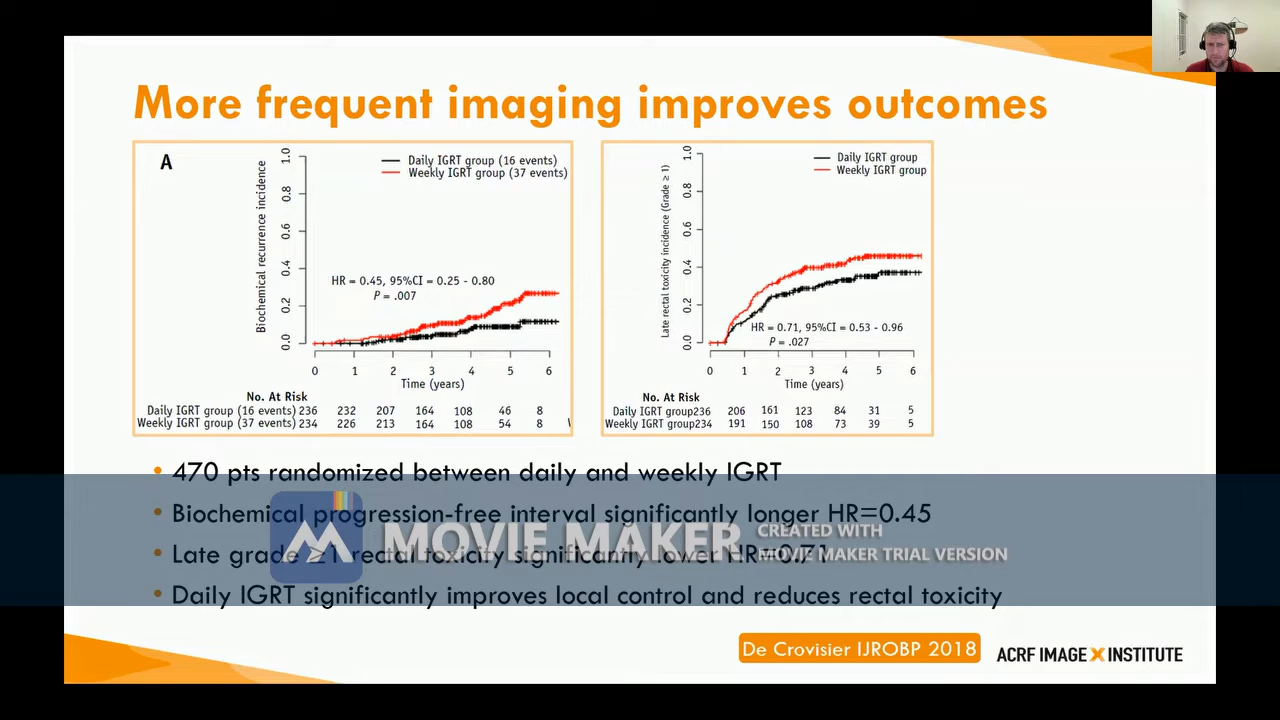 More frequent imaging improves outcomes
A
Biochemical recurrence incidence
1.0
0.8
0.6
0.4
0.2
0.0
Daily IGRT group (16 events)
Weekly IGRT group (37 events)
HR = 0.45, 95%CI = 0.25 - 0.80
P = .007
0 1 2 3 4 5 6
Time (years)
No. At Risk
Daily IGRT group (16 events) 236 232 207 164 108 46 8
Weekly IGRT group (37 events) 234 226 213 164 108 54 8
Late rectal toxicity incidence (Grade ≥ 1)
1.0
0.8
0.6
0.4
0.2
0.0
Daily IGRT group
Weekly IGRT group
HR = 0.71, 95%CI = 0.53 - 0.96
P = .027
0 1 2 3 4 5 6
Time (years)
No. At Risk
Daily IGRT group236 206 161 123 84 31 5
Weekly IGRT group234 191 150 108 73 39 5
• 470 pts randomized between daily and weekly IGRT
• Biochemical progression-free interval significantly longer HR=0.45
• Late grade ≥1 rectal toxicity significantly lower HR=0.71
• Daily IGRT significantly improves local control and reduces rectal toxicity
MOVIE MAKER
CREATED WITH
MOVIE MAKER TRIAL VERSION
De Crovisier IJROBP 2018
ACRF IMAGE X INSTITUTE